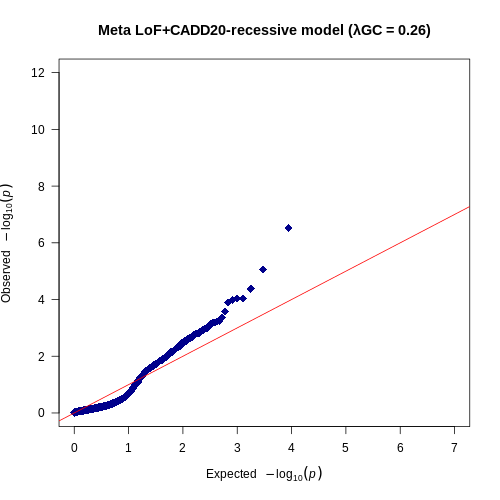 Meta LoF+CADD20-recessive model (λGC = 0.26)
12
10
8
6
4
2
0
Observed −log10(p)
0 1 2 3 4 5 6 7
Expected −log10(p)